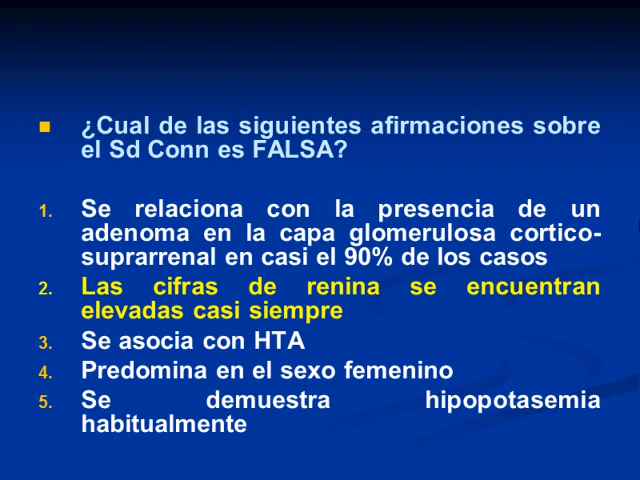 ¿Cual de las siguientes afirmaciones sobre
el Sd Conn es FALSA?
1. Se relaciona con la presencia de un
adenoma en la capa glomerulosa cortico-
suprarrenal en casi el 90% de los casos
2. Las cifras de renina se encuentran
elevadas casi siempre
3. Se asocia con HTA
4. Predomina en el sexo femenino
5. Se demuestra hipopotasemia
habitualmente